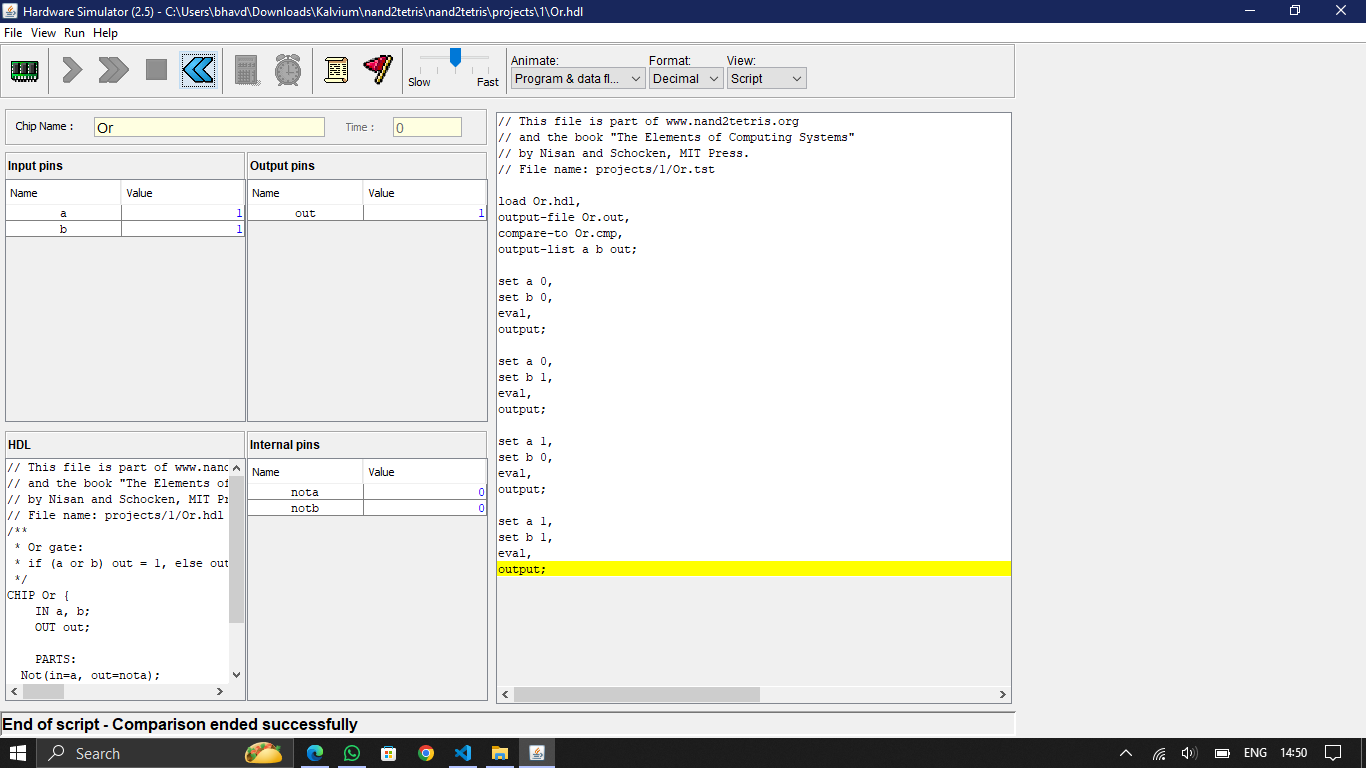 Hardware Simulator (2.5) - C:\Users\bhavd\Downloads\Kalvium\nand2tetris\nand2tetris\projects\1\Or.hdl
File View Run Help
Slow
Fast
Animate:
Program & data fl...
Format:
Decimal
View:
Script
Chip Name :
Or
Time :
0
Input pins
Name Value
a 1
b 1
Output pins
Name Value
out 1
HDL
// This file is part of www.nand
// and the book "The Elements of
// by Nisan and Schocken, MIT Pr
// File name: projects/1/Or.hdl
/**
* Or gate:
* if (a or b) out = 1, else out
*/
CHIP Or {
IN a, b;
OUT out;
PARTS:
Not(in=a, out=nota);
Internal pins
Name Value
nota 0
notb 0
// This file is part of www.nand2tetris.org
// and the book "The Elements of Computing Systems"
// by Nisan and Schocken, MIT Press.
// File name: projects/1/Or.tst
load Or.hdl,
output-file Or.out,
compare-to Or.cmp,
output-list a b out;
set a 0,
set b 0,
eval,
output;
set a 0,
set b 1,
eval,
output;
set a 1,
set b 0,
eval,
output;
set a 1,
set b 1,
eval,
output;
End of script - Comparison ended successfully
Search
ENG 14:50